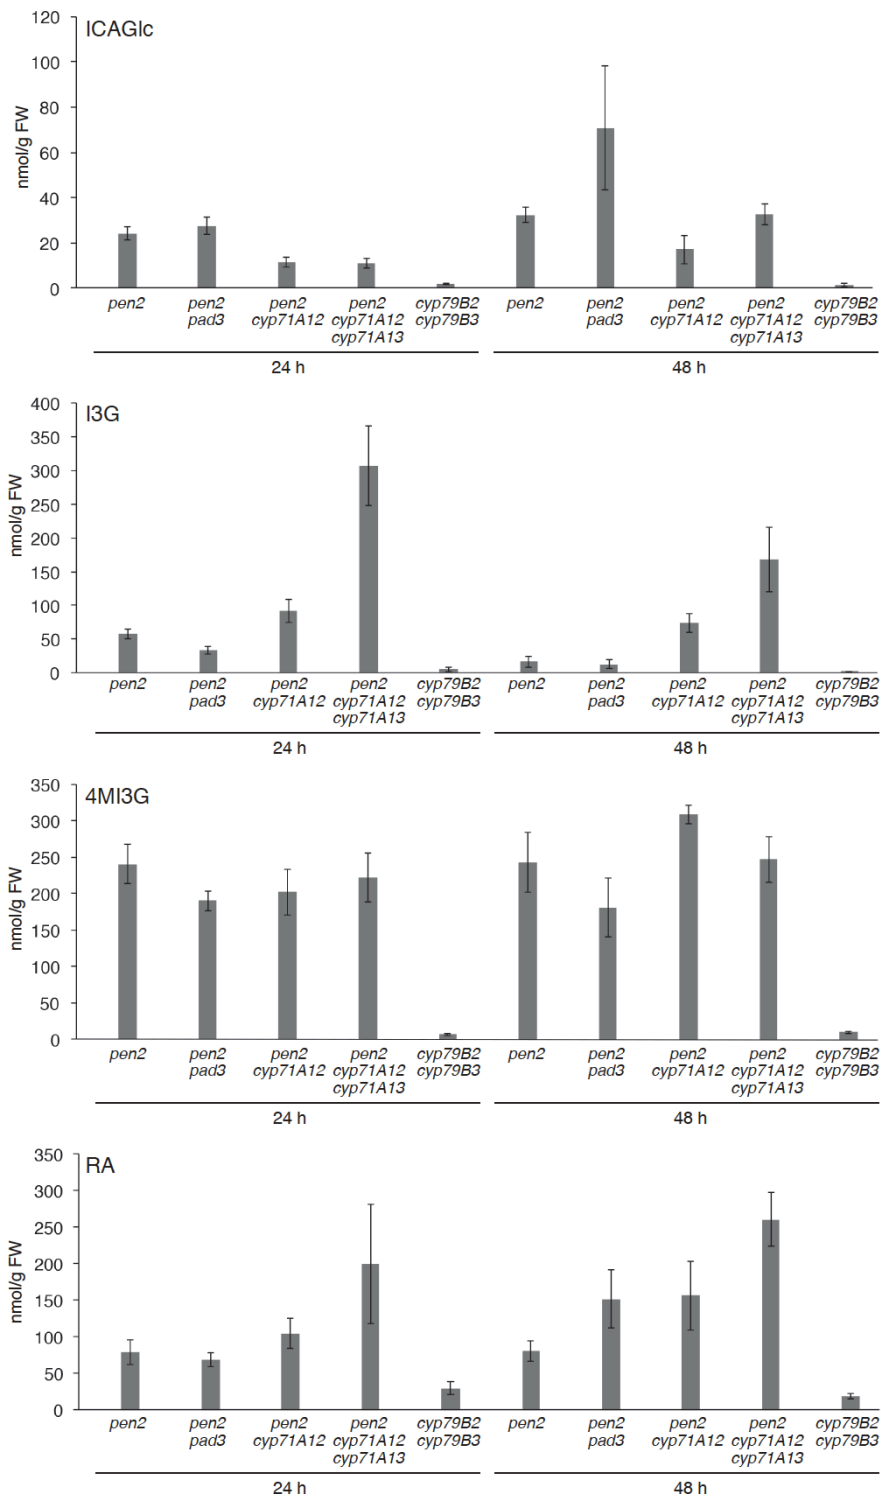 ICAGlc
nmol/g FW
120
100
80
60
40
20
0
pen2 pen2 pen2 pen2 cyp79B2 pen2 pen2 pen2 pen2 cyp79B2
pad3 cyp71A12 cyp71A12 cyp79B3 pad3 cyp71A12 cyp71A12 cyp79B3
cyp71A13 cyp71A13
24 h 48 h
I3G
nmol/g FW
400
350
300
250
200
150
100
50
0
pen2 pen2 pen2 pen2 cyp79B2 pen2 pen2 pen2 pen2 cyp79B2
pad3 cyp71A12 cyp71A12 cyp79B3 pad3 cyp71A12 cyp71A12 cyp79B3
cyp71A13 cyp71A13
24 h 48 h
4MI3G
nmol/g FW
350
300
250
200
150
100
50
0
pen2 pen2 pen2 pen2 cyp79B2 pen2 pen2 pen2 pen2 cyp79B2
pad3 cyp71A12 cyp71A12 cyp79B3 pad3 cyp71A12 cyp71A12 cyp79B3
cyp71A13 cyp71A13
24 h 48 h
RA
nmol/g FW
350
300
250
200
150
100
50
0
pen2 pen2 pen2 pen2 cyp79B2 pen2 pen2 pen2 pen2 cyp79B2
pad3 cyp71A12 cyp71A12 cyp79B3 pad3 cyp71A12 cyp71A12 cyp79B3
cyp71A13 cyp71A13
24 h 48 h